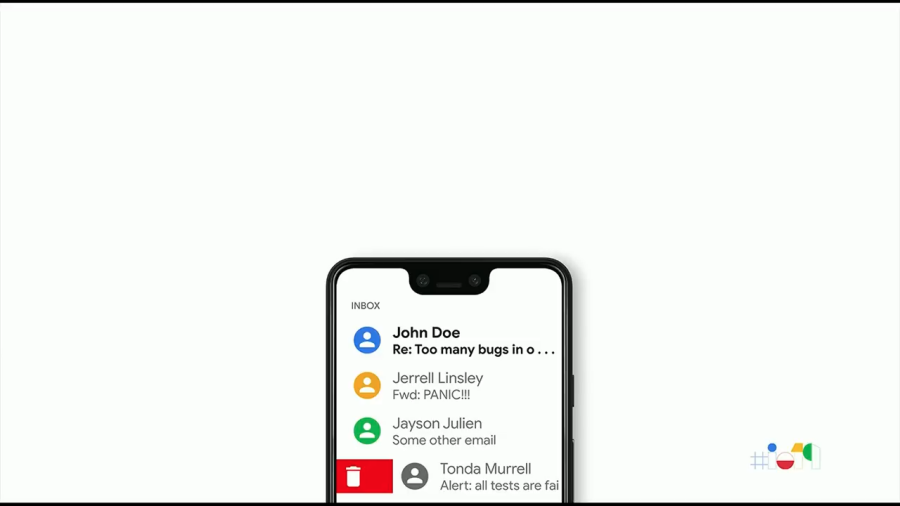 INBOX
John Doe
Re: Too many bugs in o . . .
Jerrell Linsley
Fwd: PANIC!!!
Jayson Julien
Some other email
Tonda Murrell
Alert: all tests are fai
#io19